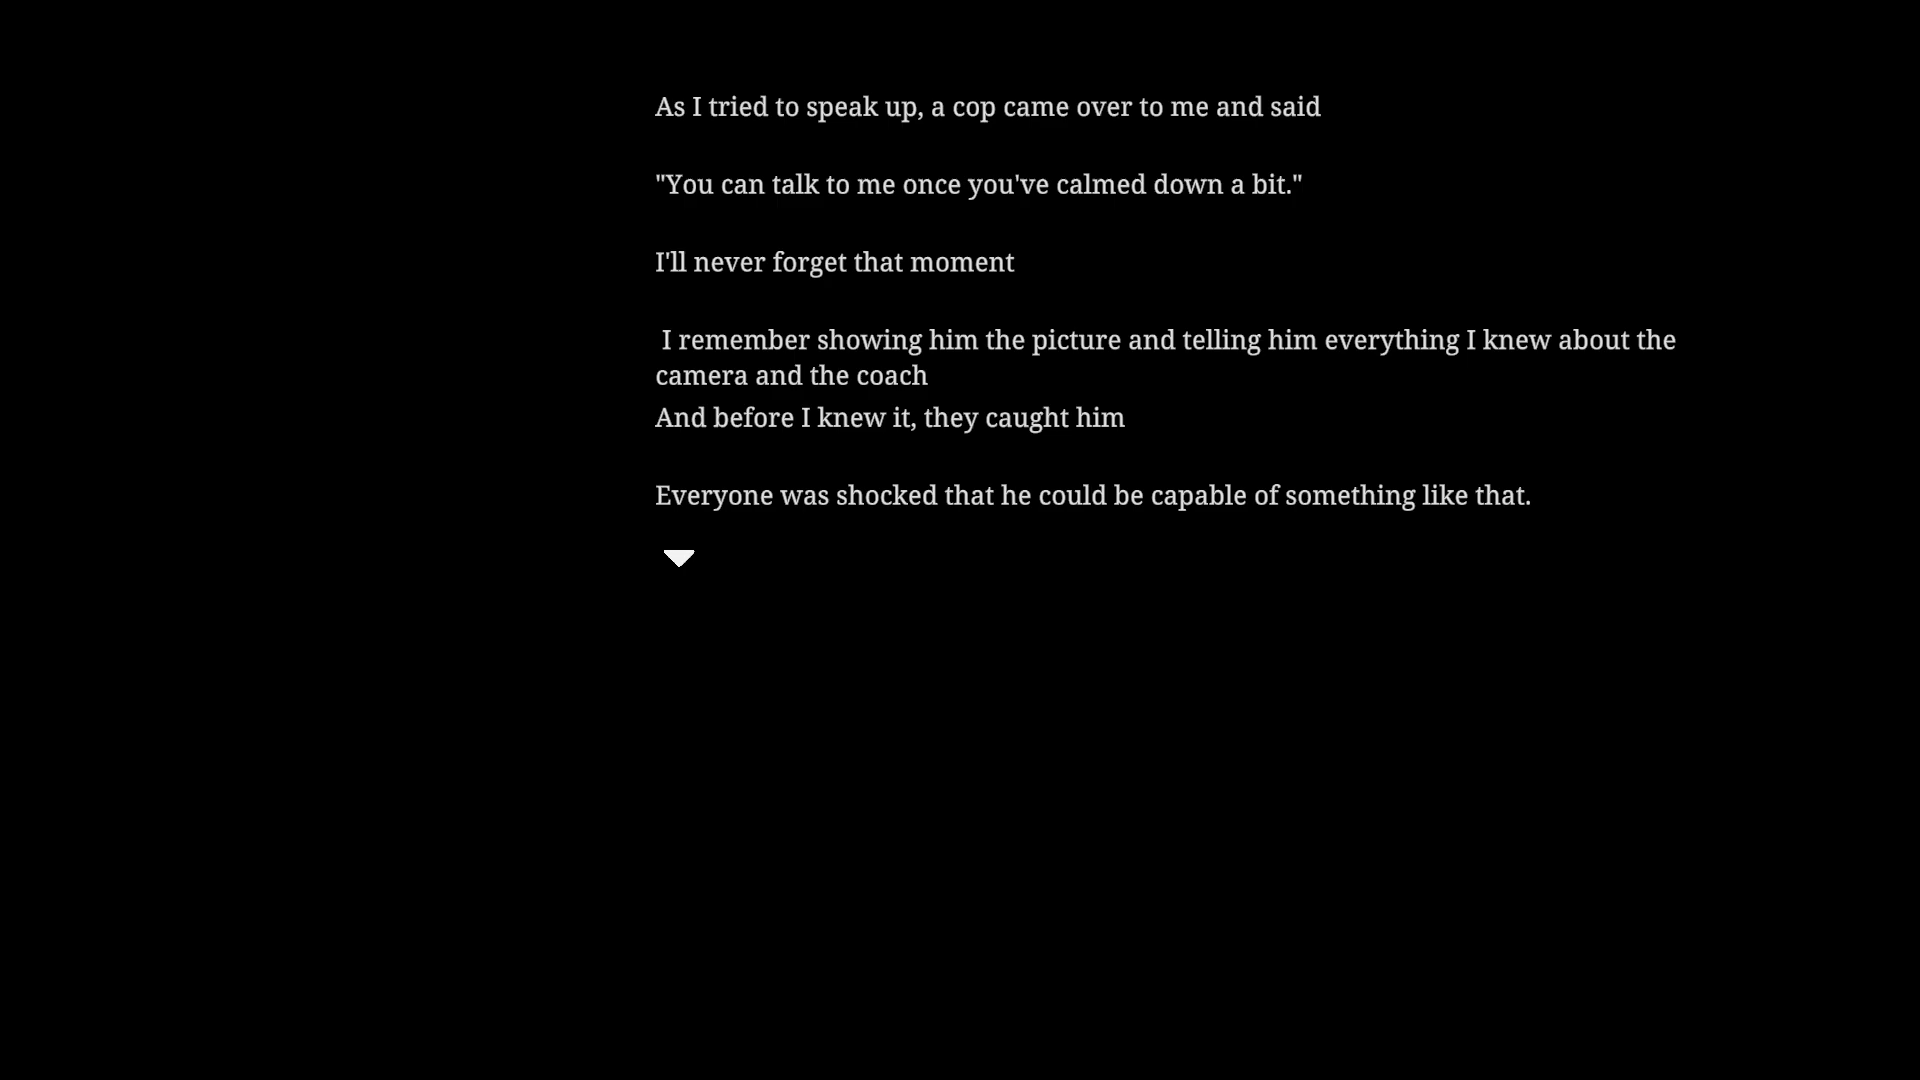 As I tried to speak up, a cop came over to me and said
"You can talk to me once you've calmed down a bit."
I'll never forget that moment
I remember showing him the picture and telling him everything I knew about the
camera and the coach
And before I knew it, they caught him
Everyone was shocked that he could be capable of something like that.